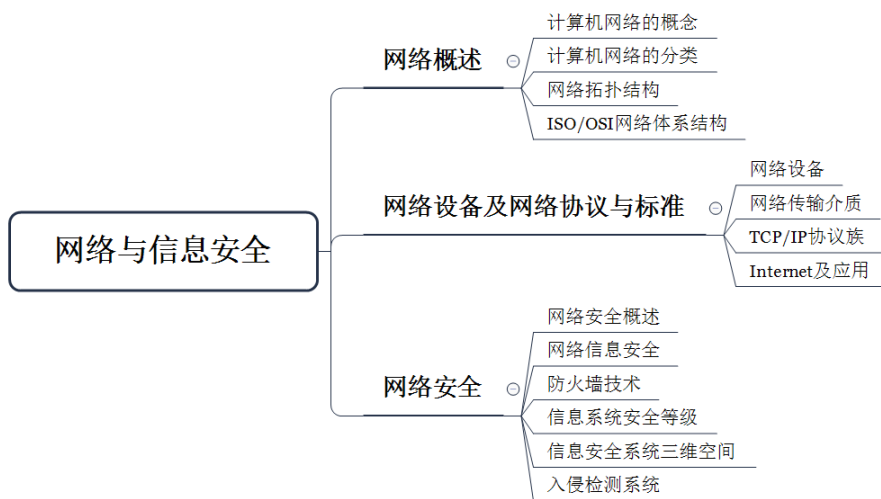 网络与信息安全
网络概述
计算机网络的概念
计算机网络的分类
网络拓扑结构
ISO/OSI网络体系结构
网络设备及网络协议与标准
网络设备
网络传输介质
TCP/IP协议族
Internet及应用
网络安全
网络安全概述
网络信息安全
防火墙技术
信息系统安全等级
信息安全系统三维空间
入侵检测系统